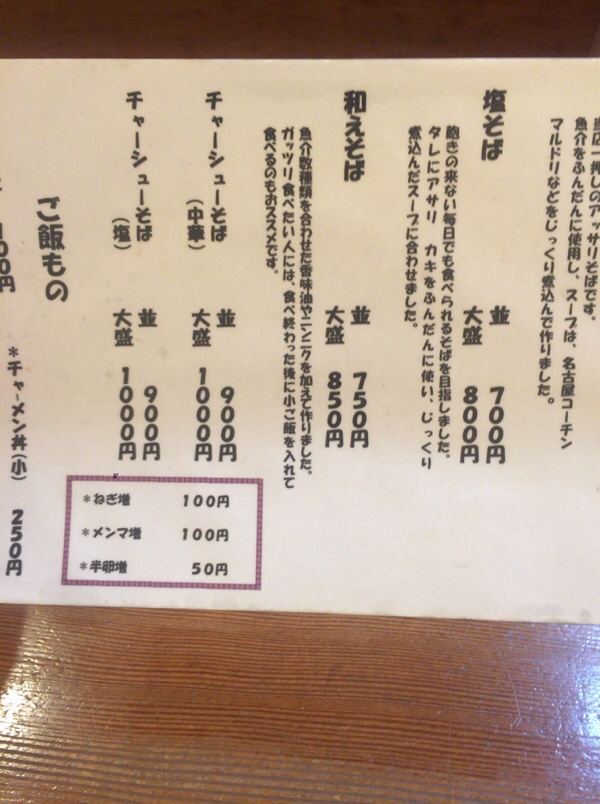 当店一押しのアッサリそばです。
魚介をふんだんに使用し、スープは、名古屋コーチン
マルドリなどをじっくり煮込んで作りました。
塩そば
並 700円
大盛 800円
飽きの来ない毎日でも食べられるそばを目指しました。
タレにアサリ カキをふんだんに使い、じっくり
煮込んだスープに合わせました。
和えそば
並 750円
大盛 850円
魚介数種類を合わせた香味油やニンニクを加えて作りました。
ガッツリ食べたい人には、食べ終わった後に小ご飯を入れて
食べるのもおススメです。
チャーシューそば
(中華)
並 900円
大盛 1000円
チャーシューそば
(塩)
並 900円
大盛 1000円
*ねぎ増 100円
*メンマ増 100円
*半卵増 50円
ご飯もの
*チャーメン丼(小) 250円
100円